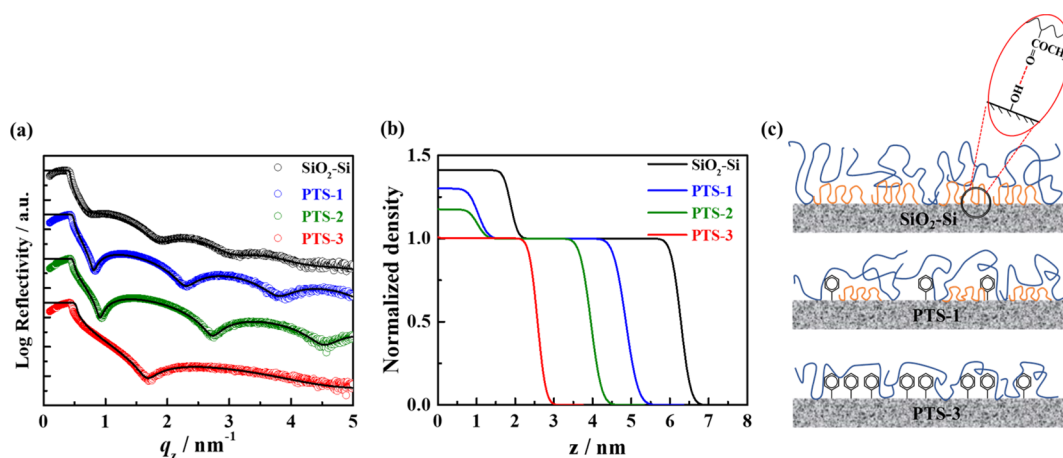 (a)
Log Reflectivity / a.u.
SiO2-Si
PTS-1
PTS-2
PTS-3
0 1 2 3 4 5
qz / nm-1
(b)
Normalized density
1.5
1.0
0.5
0.0
SiO2-Si
PTS-1
PTS-2
PTS-3
0 1 2 3 4 5 6 7 8
z / nm
(c)
COCH
O
OH
SiO2-Si
PTS-1
PTS-3